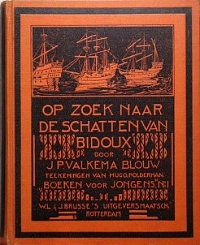 OP ZOEK NAAR
DE SCHATTEN VAN
BIDOUX
DOOR
J.P. VALKEMA BLOUW
TEEKENINGEN VAN HUGO POLDERMAN
BOEKEN VOOR JONGENS. N:1
W.L. & J. BRUSSE'S UITGEVERSMAATSCH.
ROTTERDAM